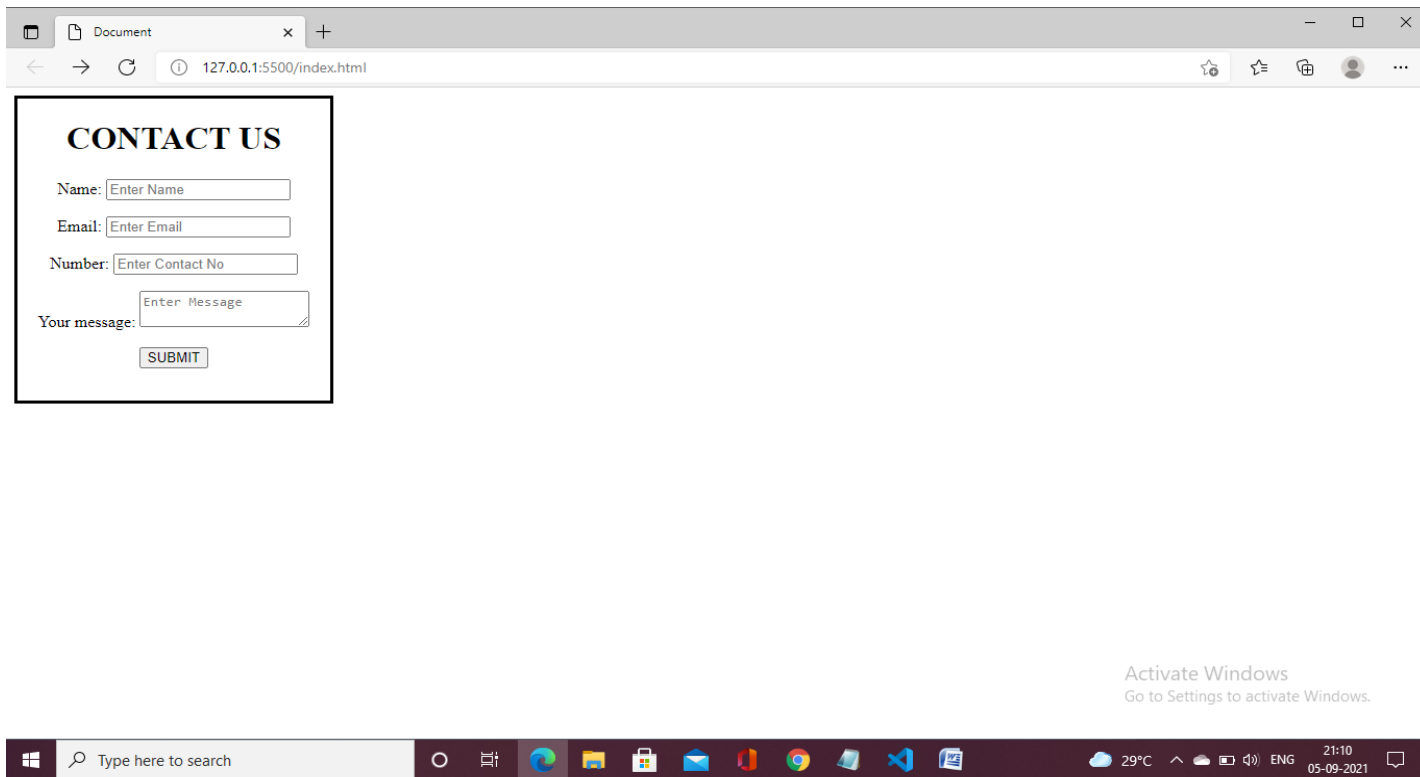 Document
127.0.0.1:5500/index.html
CONTACT US
Name: Enter Name
Email: Enter Email
Number: Enter Contact No
Your message: Enter Message
SUBMIT
Activate Windows
Go to Settings to activate Windows.
Type here to search
29°C ENG 21:10
05-09-2021